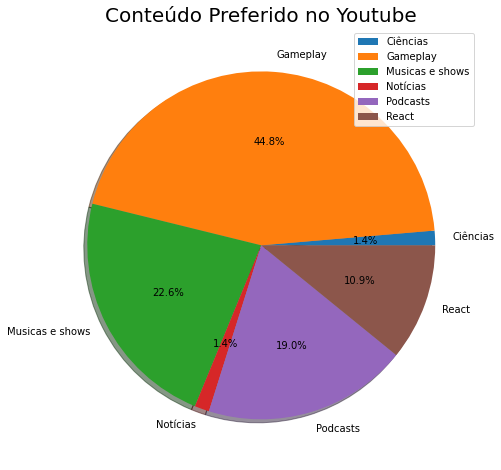 Conteúdo Preferido no Youtube
Ciências
Gameplay
Musicas e shows
Notícias
Podcasts
React
Gameplay
44.8%
1.4%
Ciências
22.6%
10.9%
React
Musicas e shows
1.4%
19.0%
Notícias
Podcasts